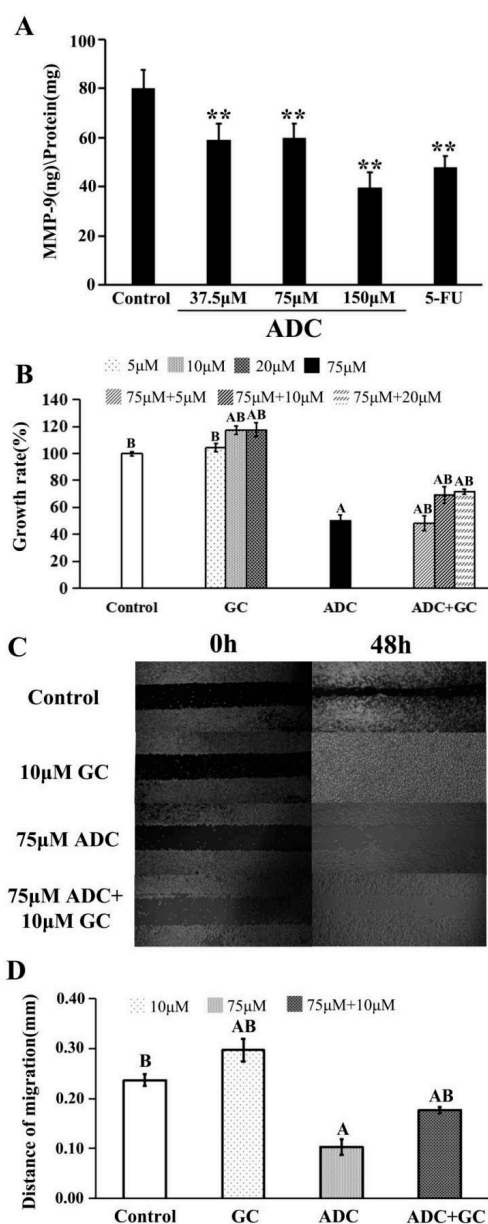 A
MMP-9(ng)\Protein(mg)
100
80
60
40
20
0
** ** ** **
Control 37.5μM 75μM 150μM 5-FU
ADC
B
5μM 10μM 20μM 75μM
75μM+5μM 75μM+10μM 75μM+20μM
Growth rate(%)
140
120
100
80
60
40
20
0
B B AB AB A AB AB AB
Control GC ADC ADC+GC
C
0h 48h
Control
10μM GC
75μM ADC
75μM ADC+
10μM GC
D
Distance of migration(mm)
0.40
0.30
0.20
0.10
0.00
10μM 75μM 75μM+10μM
B AB A AB
Control GC ADC ADC+GC